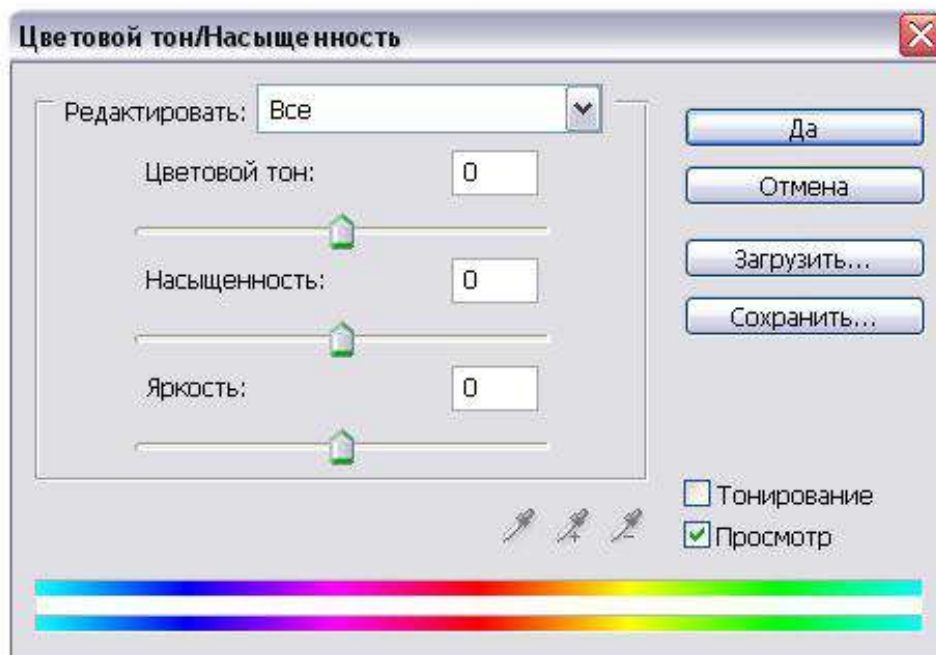 Цветовой тон/Насыщенность
Редактировать: Все
Цветовой тон: 0
Насыщенность: 0
Яркость: 0
Да
Отмена
Загрузить...
Сохранить...
Тонирование
Просмотр